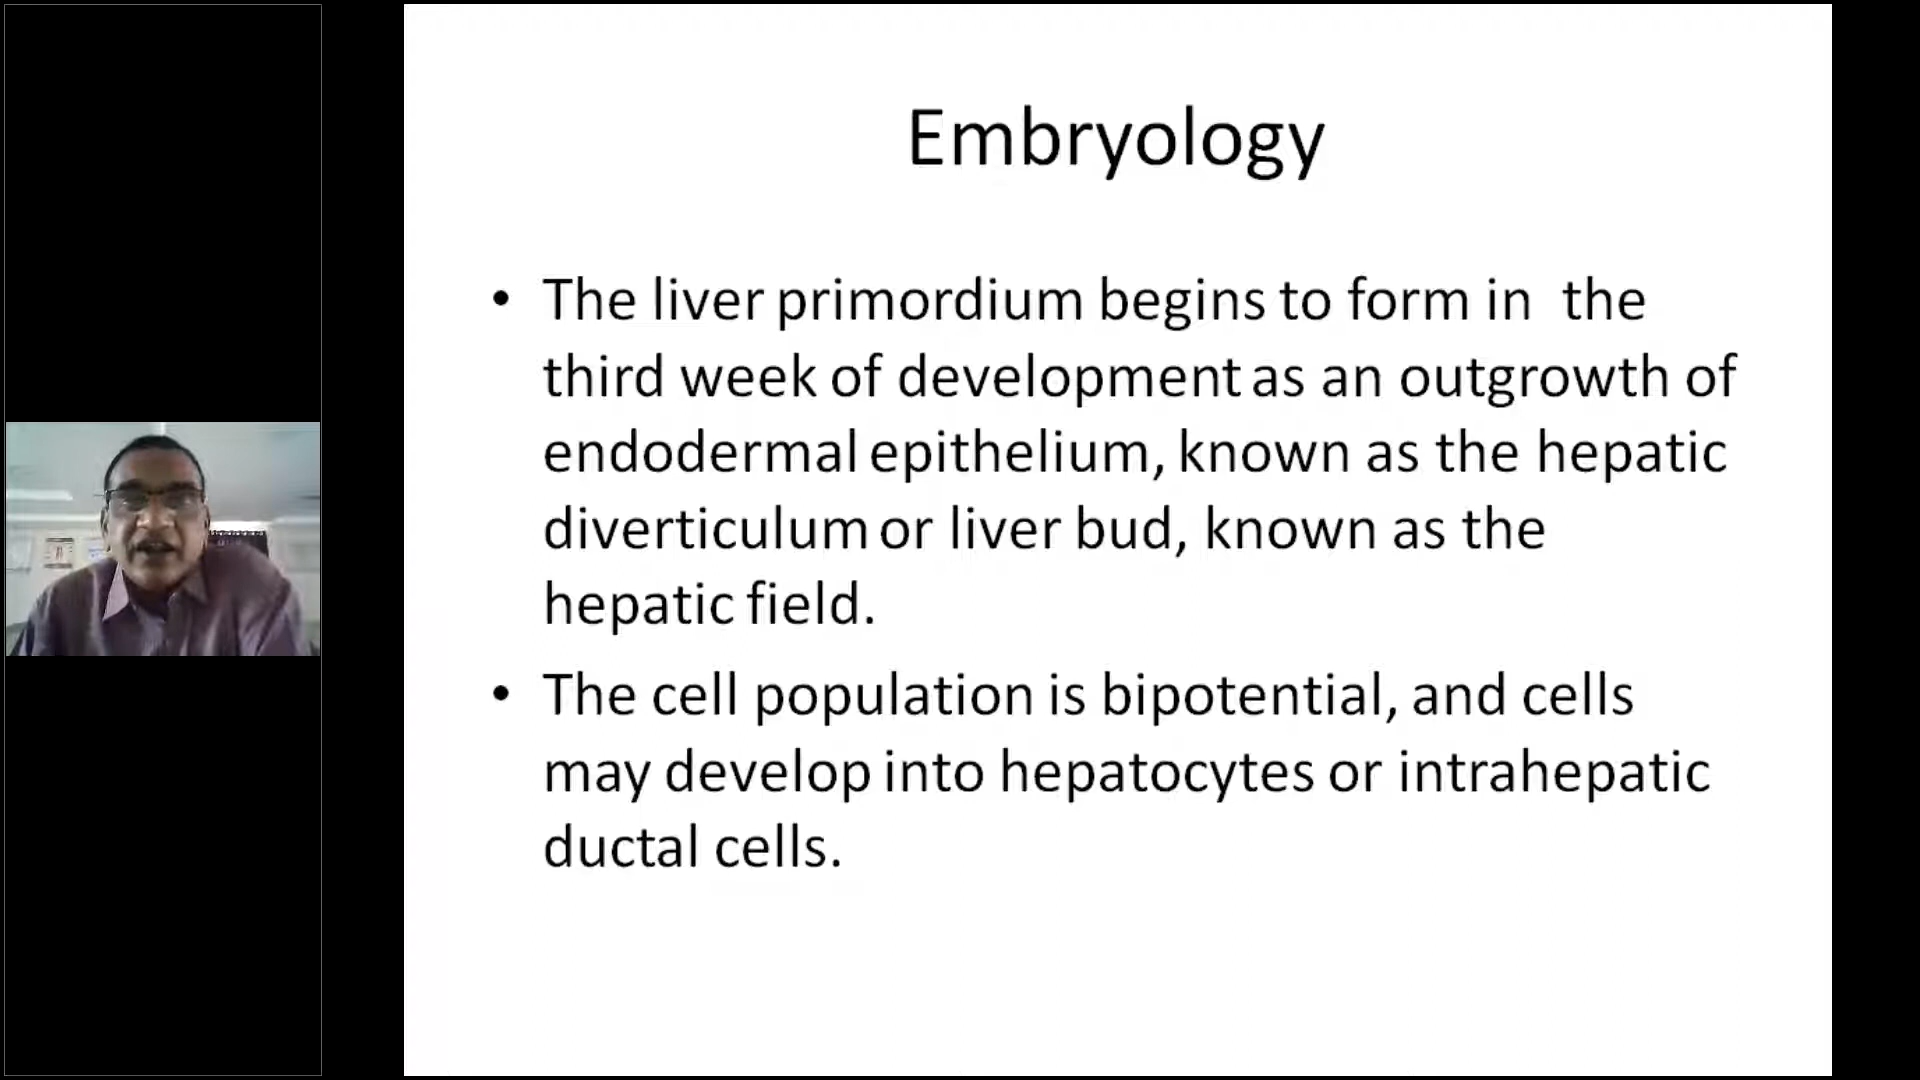 Embryology
• The liver primordium begins to form in  the
third week of development as an outgrowth of
endodermal epithelium, known as the hepatic
diverticulum or liver bud, known as the
hepatic field.
• The cell population is bipotential, and cells
may develop into hepatocytes or intrahepatic
ductal cells.